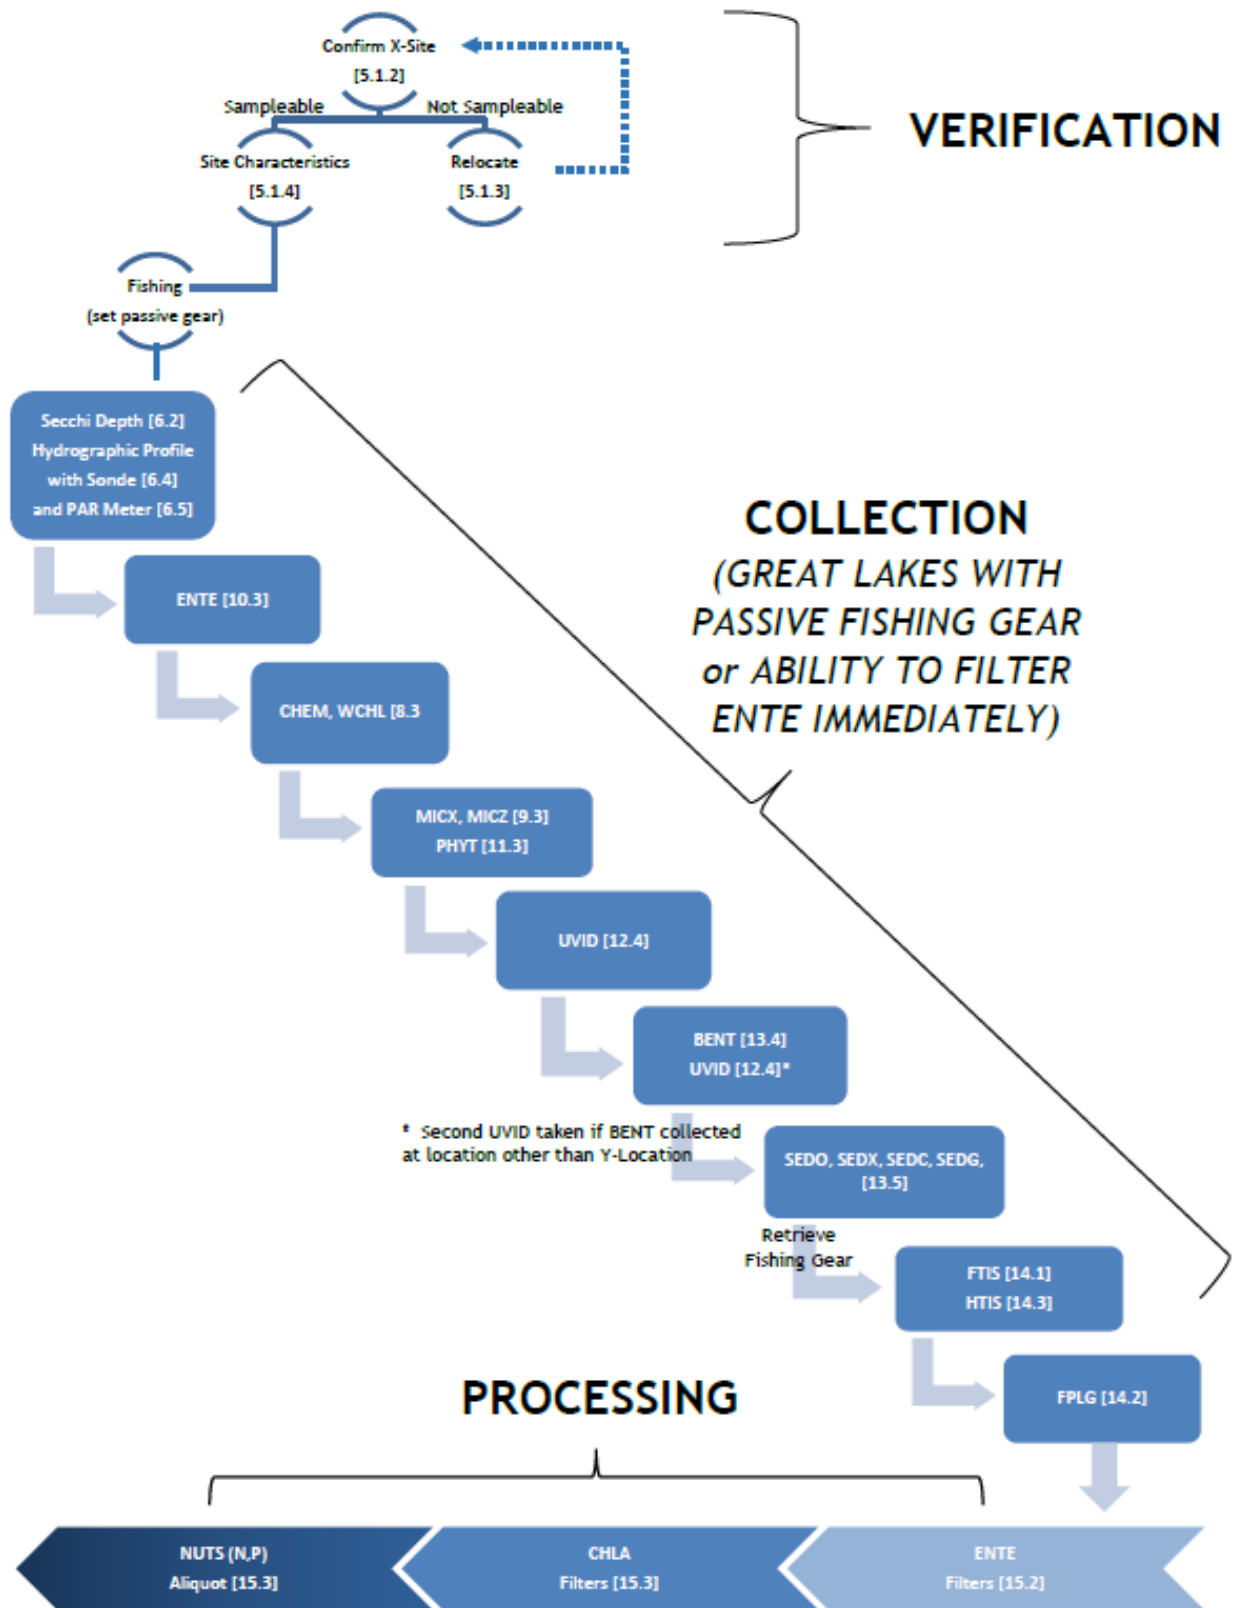 Confirm X-Site
[5.1.2]
Sampleable
Not Sampleable
Site Characteristics
[5.1.4]
Relocate
[5.1.3]
VERIFICATION
Fishing
(set passive gear)
Secchi Depth [6.2]
Hydrographic Profile
with Sonde [6.4]
and PAR Meter [6.5]
COLLECTION
(GREAT LAKES WITH
PASSIVE FISHING GEAR
or ABILITY TO FILTER
ENTE IMMEDIATELY)
ENTE [10.3]
CHEM, WCHL [8.3
MICX, MICZ [9.3]
PHYT [11.3]
UVID [12.4]
BENT [13.4]
UVID [12.4]*
* Second UVID taken if BENT collected
at location other than Y-Location
SEDO, SEDX, SEDC, SEDG,
[13.5]
Retrieve
Fishing Gear
FTIS [14.1]
HTIS [14.3]
FPLG [14.2]
PROCESSING
NUTS (N,P)
Aliquot [15.3]
CHLA
Filters [15.3]
ENTE
Filters [15.2]